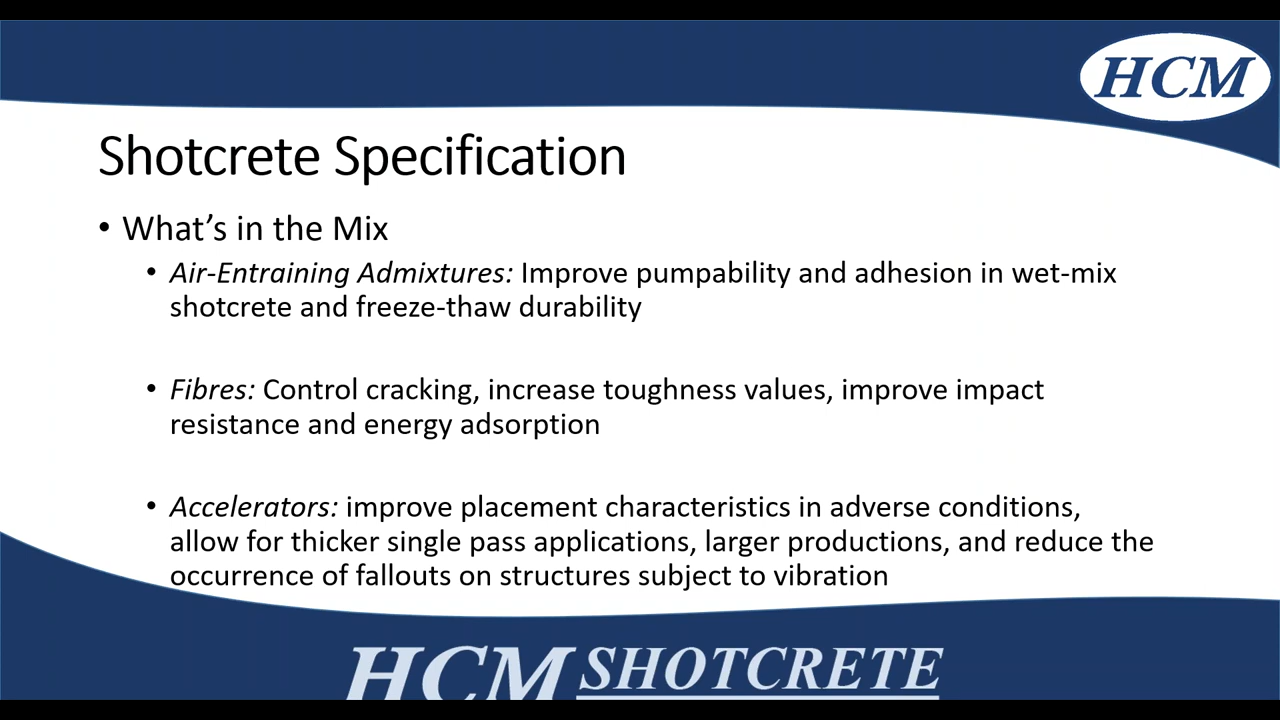 HCM
Shotcrete Specification
• What's in the Mix
• Air-Entraining Admixtures: Improve pumpability and adhesion in wet-mix
shotcrete and freeze-thaw durability
• Fibres: Control cracking, increase toughness values, improve impact
resistance and energy adsorption
• Accelerators: improve placement characteristics in adverse conditions,
allow for thicker single pass applications, larger productions, and reduce the
occurrence of fallouts on structures subject to vibration
HCM SHOTCRETE